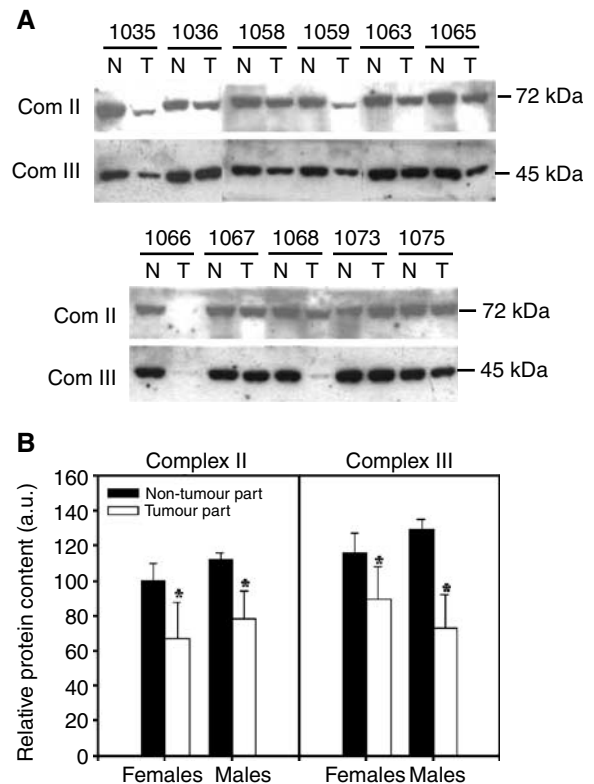 A
1035 1036 1058 1059 1063 1065
N T N T N T N T N T N T
Com II 72 kDa
Com III 45 kDa
1066 1067 1068 1073 1075
N T N T N T N T N T
Com II 72 kDa
Com III 45 kDa
B
Complex II Complex III
Relative protein content (a.u.)
160
140
120
100
80
60
40
20
0
Non-tumour part
Tumour part
* * * *
Females Males Females Males